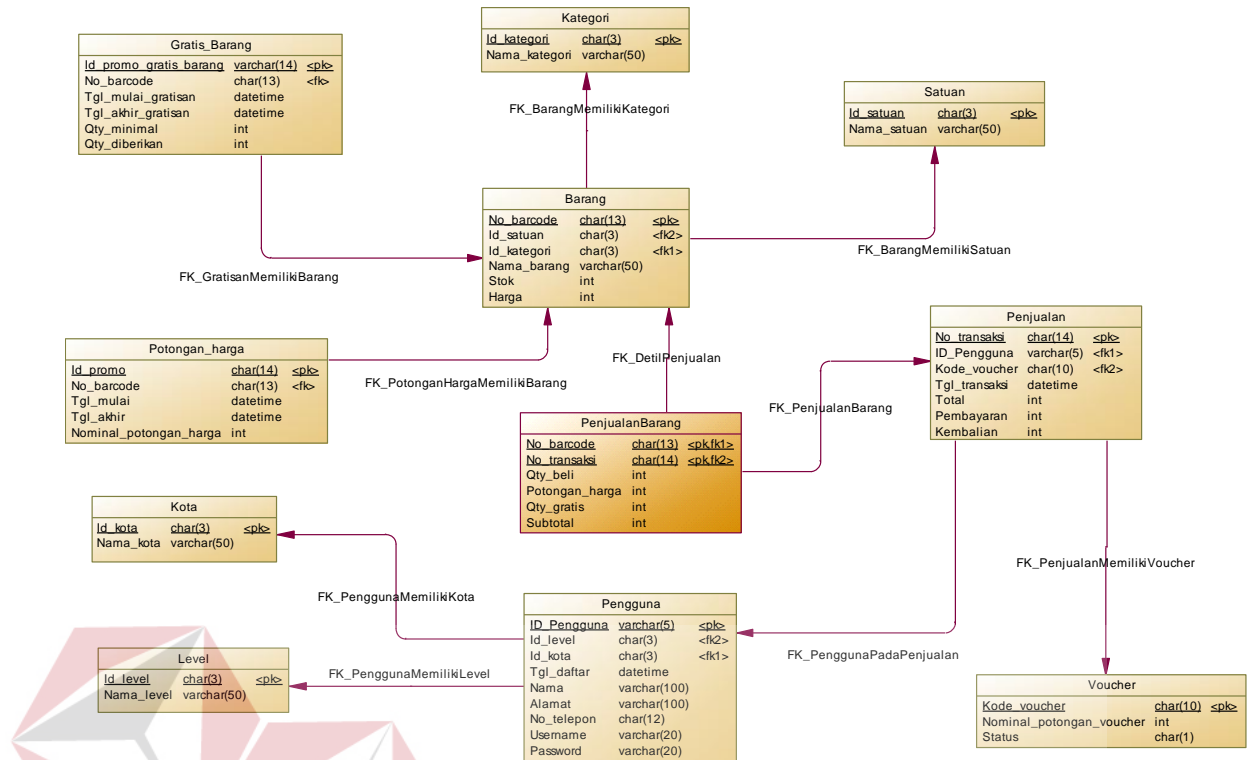 Kategori
Id_kategori char(3) <pk>
Nama_kategori varchar(50)
Gratis_Barang
Id_promo_gratis_barang varchar(14) <pk>
No_barcode char(13) <fk>
Tgl_mulai_gratisan datetime
Tgl_akhir_gratisan datetime
Qty_minimal int
Qty_diberikan int
Satuan
Id_satuan char(3) <pk>
Nama_satuan varchar(50)
FK_BarangMemilikiKategori
Barang
No_barcode char(13) <pk>
Id_satuan char(3) <fk2>
Id_kategori char(3) <fk1>
Nama_barang varchar(50)
Stok int
Harga int
FK_BarangMemilikiSatuan
FK_GratisanMemilikiBarang
Penjualan
No_transaksi char(14) <pk>
ID_Pengguna varchar(5) <fk1>
Kode_voucher char(10) <fk2>
Tgl_transaksi datetime
Total int
Pembayaran int
Kembalian int
Potongan_harga
Id_promo char(14) <pk>
No_barcode char(13) <fk>
Tgl_mulai datetime
Tgl_akhir datetime
Nominal_potongan_harga int
FK_DetilPenjualan
FK_PotonganHargaMemilikiBarang
FK_PenjualanBarang
PenjualanBarang
No_barcode char(13) <pk,fk1>
No_transaksi char(14) <pk,fk2>
Qty_beli int
Potongan_harga int
Qty_gratis int
Subtotal int
Kota
Id_kota char(3) <pk>
Nama_kota varchar(50)
FK_PenjualanMemilikiVoucher
FK_PenggunaMemilikiKota
Pengguna
ID_Pengguna varchar(5) <pk>
Id_level char(3) <fk2>
Id_kota char(3) <fk1>
Tgl_daftar datetime
Nama varchar(100)
Alamat varchar(100)
No_telepon char(12)
Username varchar(20)
Password varchar(20)
FK_PenggunaPadaPenjualan
Level
Id_level char(3) <pk>
Nama_level varchar(50)
FK_PenggunaMemilikiLevel
Voucher
Kode_voucher char(10) <pk>
Nominal_potongan_voucher int
Status char(1)